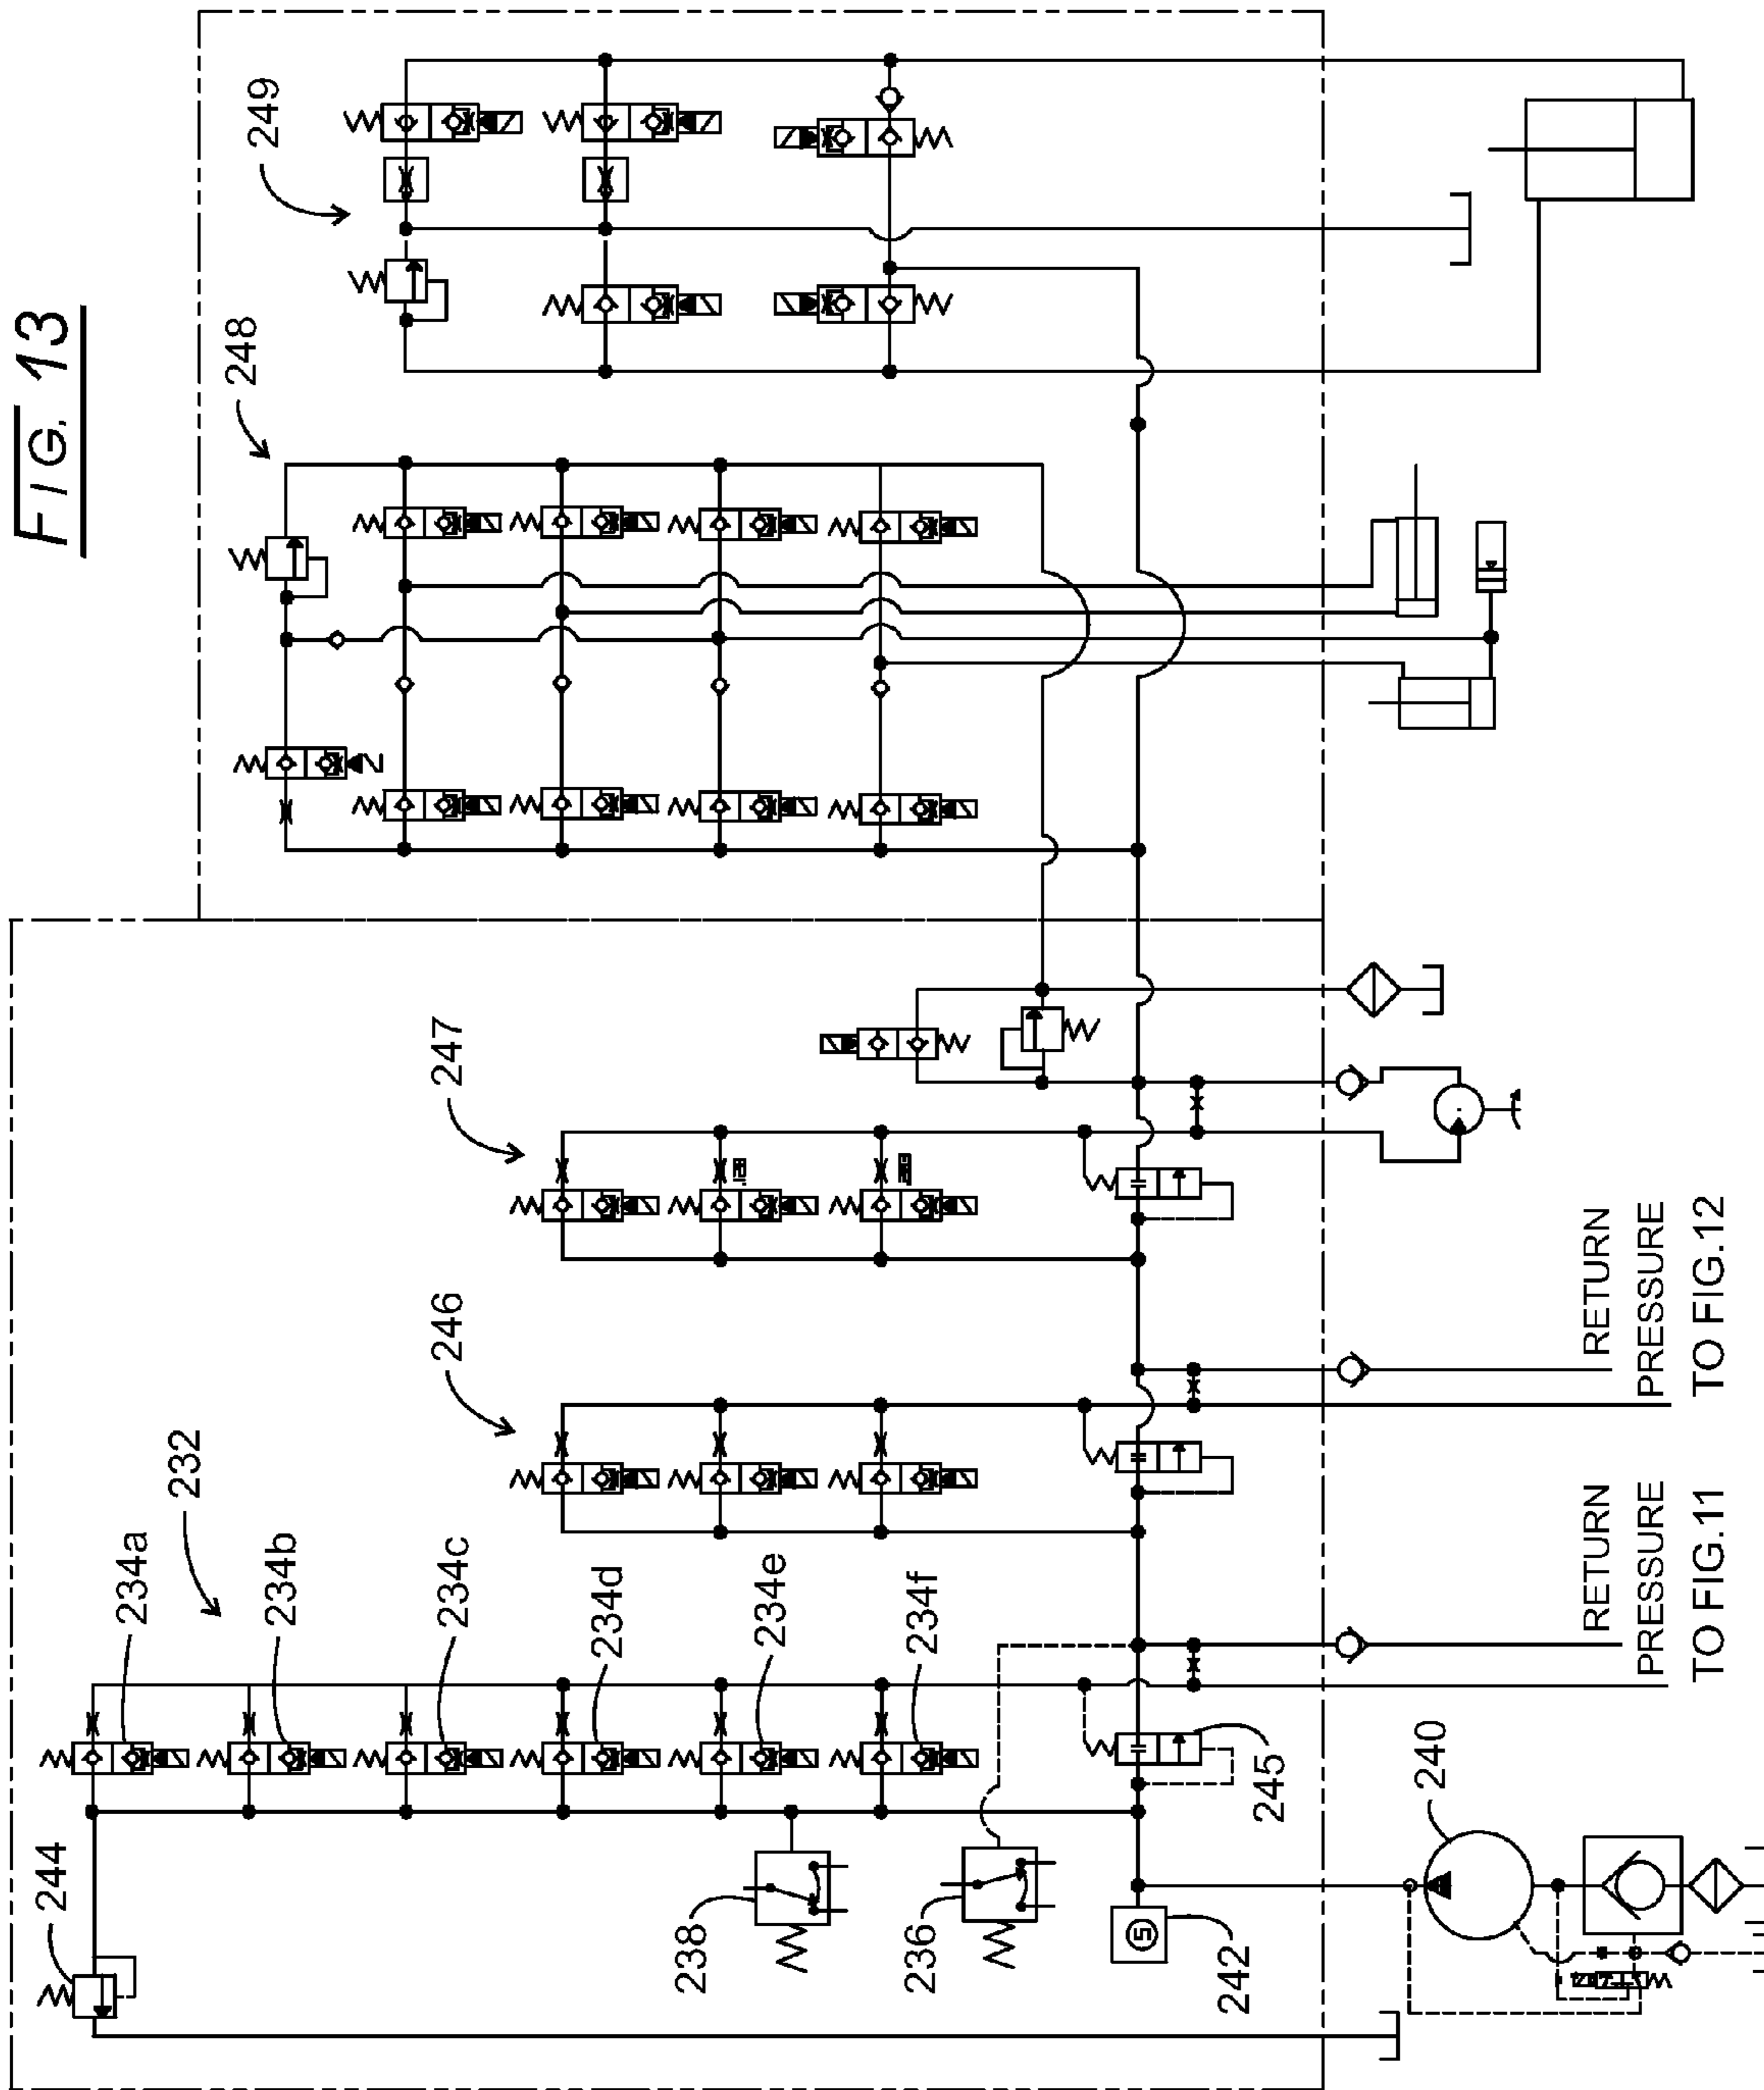 FIG. 13
249
248
247
246
232
234a
234b
234c
234d
234e
234f
244
238
236
242
245
240
RETURN
PRESSURE
TO FIG.12
RETURN
PRESSURE
TO FIG.11